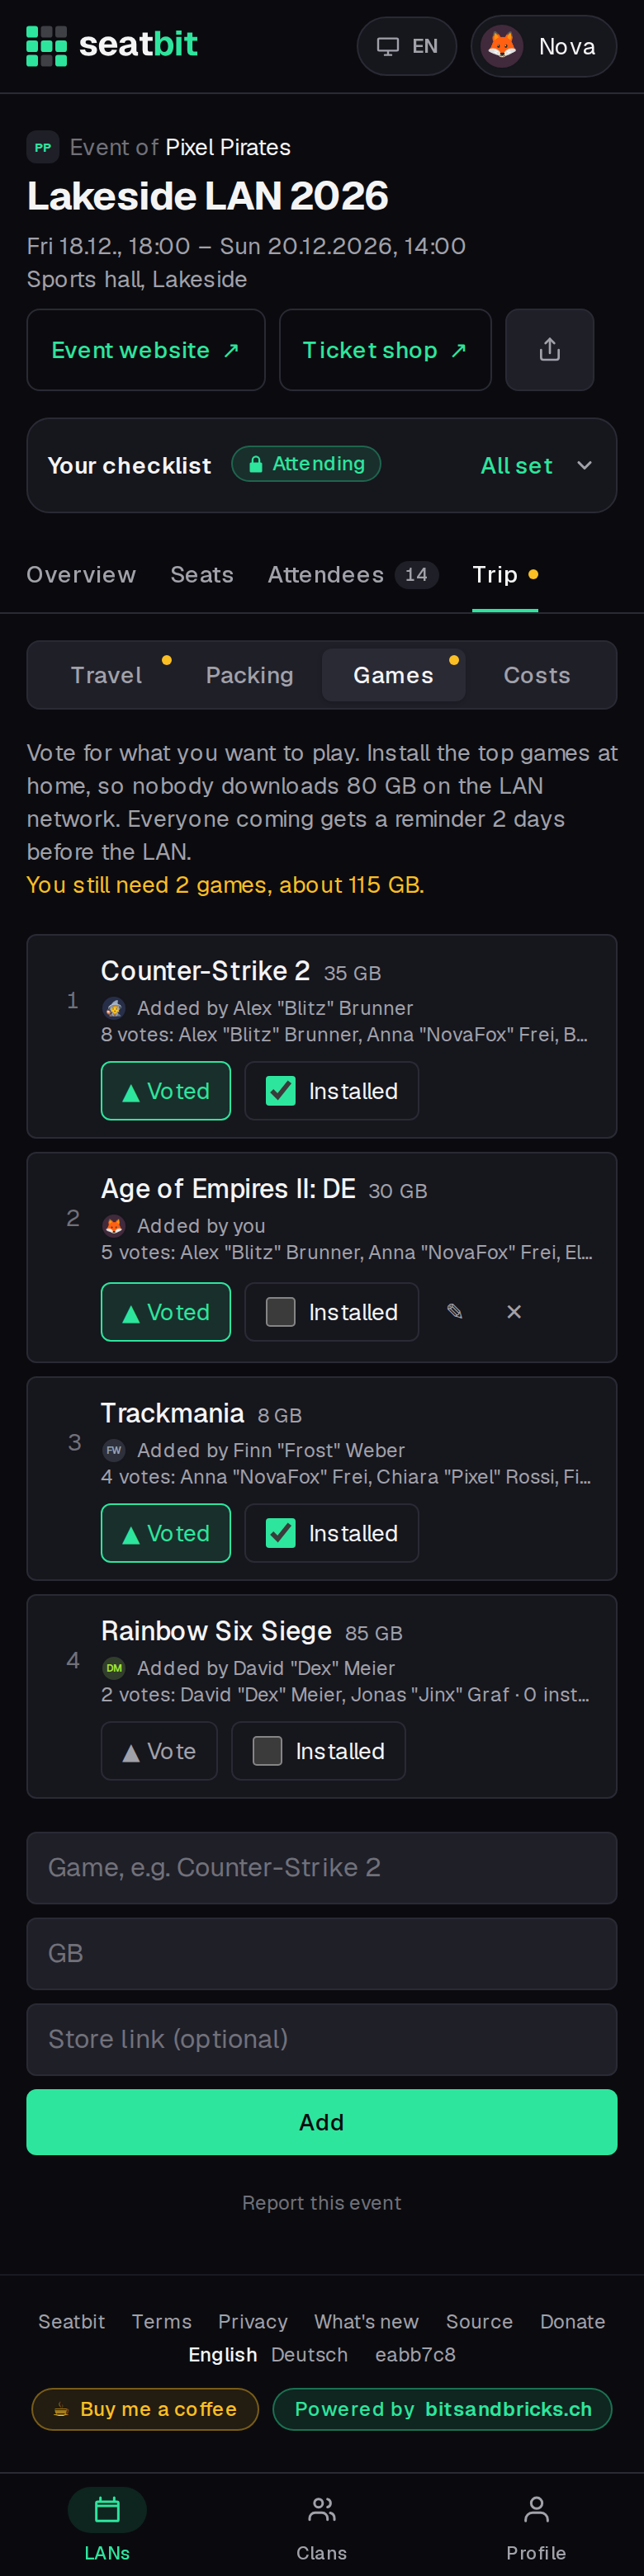 seatbit
EN
Nova
PP Event of Pixel Pirates
Lakeside LAN 2026
Fri 18.12., 18:00 – Sun 20.12.2026, 14:00
Sports hall, Lakeside
Event website ↗
Ticket shop ↗
Your checklist
Attending
All set
Overview
Seats
Attendees 14
Trip
Travel
Packing
Games
Costs
Vote for what you want to play. Install the top games at
home, so nobody downloads 80 GB on the LAN
network. Everyone coming gets a reminder 2 days
before the LAN.
You still need 2 games, about 115 GB.
1
Counter-Strike 2 35 GB
Added by Alex "Blitz" Brunner
8 votes: Alex "Blitz" Brunner, Anna "NovaFox" Frei, B...
▲ Voted
Installed
2
Age of Empires II: DE 30 GB
Added by you
5 votes: Alex "Blitz" Brunner, Anna "NovaFox" Frei, El...
▲ Voted
Installed
✎
✕
3
Trackmania 8 GB
FW Added by Finn "Frost" Weber
4 votes: Anna "NovaFox" Frei, Chiara "Pixel" Rossi, Fi...
▲ Voted
Installed
4
Rainbow Six Siege 85 GB
DM Added by David "Dex" Meier
2 votes: David "Dex" Meier, Jonas "Jinx" Graf · 0 inst...
▲ Vote
Installed
Game, e.g. Counter-Strike 2
GB
Store link (optional)
Add
Report this event
Seatbit Terms Privacy What's new Source Donate
English Deutsch eabb7c8
☕ Buy me a coffee
Powered by bitsandbricks.ch
LANs
Clans
Profile